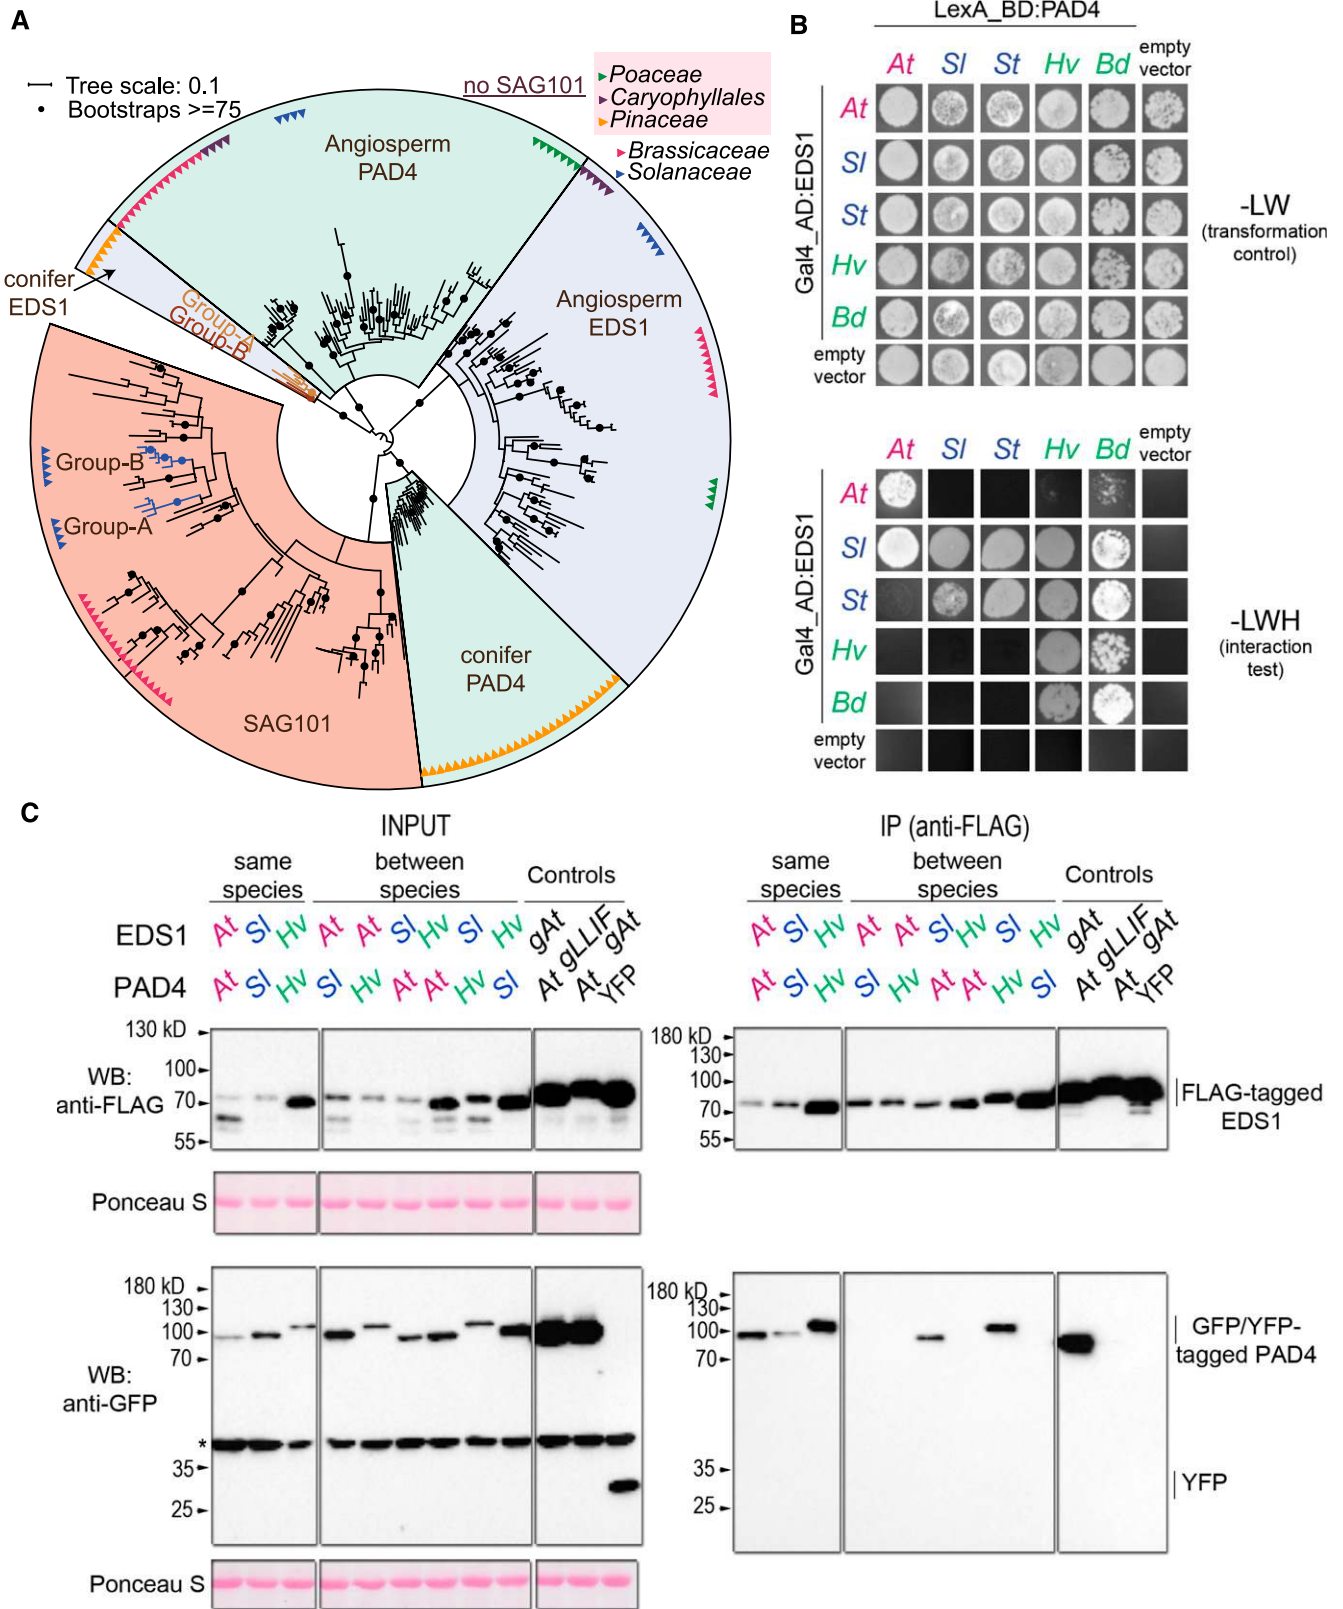 A
Tree scale: 0.1
Bootstraps >=75
no SAG101
Poaceae
Caryophyllales
Pinaceae
Brassicaceae
Solanaceae
Angiosperm
PAD4
Angiosperm
EDS1
conifer
EDS1
Group-A
Group-B
Group-B
Group-A
SAG101
conifer
PAD4
B
LexA_BD:PAD4
At Sl St Hv Bd empty vector
Gal4_AD:EDS1
At
Sl
St
Hv
Bd
empty
vector
-LW
(transformation
control)
At Sl St Hv Bd empty vector
Gal4_AD:EDS1
At
Sl
St
Hv
Bd
empty
vector
-LWH
(interaction
test)
C
INPUT
same species between species Controls
EDS1 At Sl Hv At At Sl Hv Sl Hv gAt gLLIF gAt
PAD4 At Sl Hv Sl Hv At At Hv Sl At At YFP
IP (anti-FLAG)
same species between species Controls
At Sl Hv At At Sl Hv Sl Hv gAt gLLIF gAt
At Sl Hv Sl Hv At At Hv Sl At At YFP
WB:
anti-FLAG
130 kD
100
70
55
180 kD
130
100
70
55
FLAG-tagged
EDS1
Ponceau S
WB:
anti-GFP
180 kD
130
100
70
*
35
25
180 kD
130
100
70
35
25
GFP/YFP-
tagged PAD4
YFP
Ponceau S